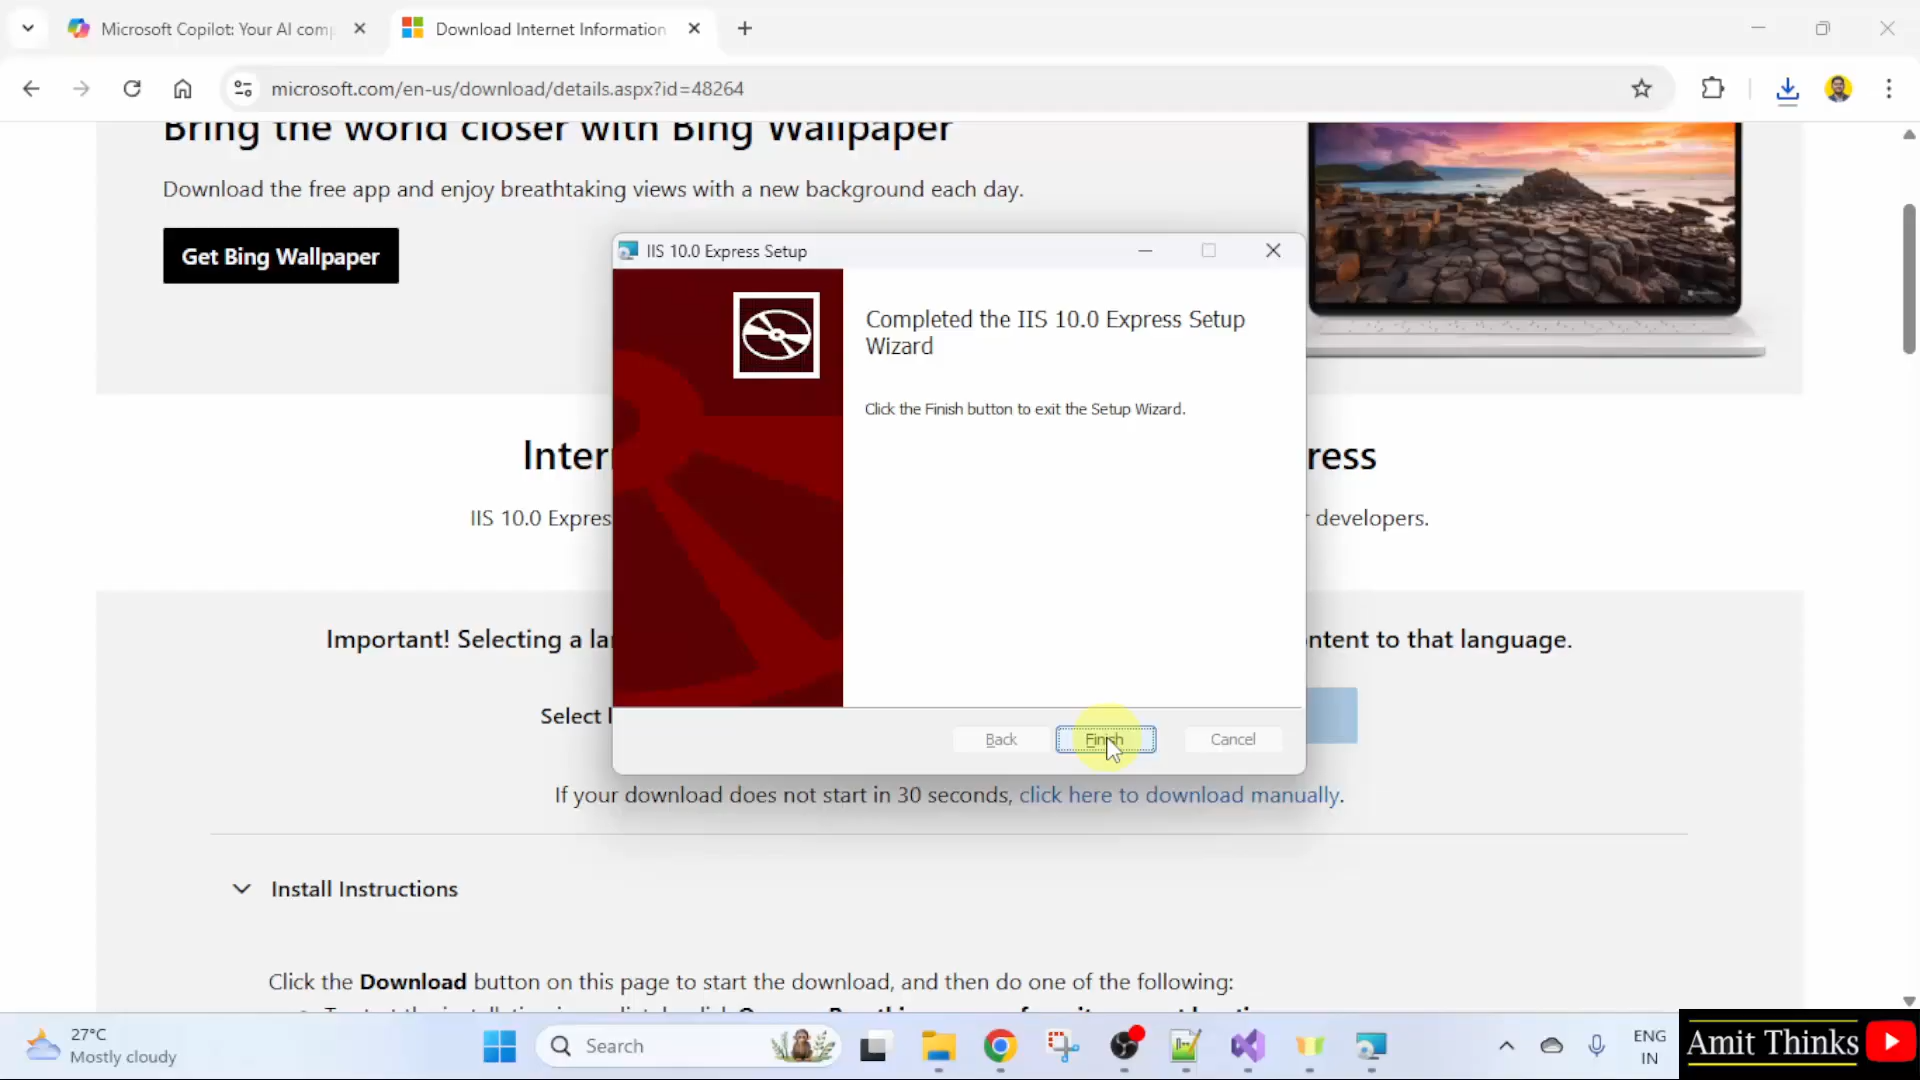 Microsoft Copilot: Your AI comp
Download Internet Information
microsoft.com/en-us/download/details.aspx?id=48264
Bring the world closer with Bing Wallpaper
Download the free app and enjoy breathtaking views with a new background each day.
Get Bing Wallpaper
IIS 10.0 Express Setup
Completed the IIS 10.0 Express Setup
Wizard
Click the Finish button to exit the Setup Wizard.
Inter ress
IIS 10.0 Expres developers.
Important! Selecting a la ntent to that language.
Select l
Back Finish Cancel
If your download does not start in 30 seconds, click here to download manually.
Install Instructions
Click the Download button on this page to start the download, and then do one of the following:
27°C
Mostly cloudy
Search
ENG
IN
Amit Thinks